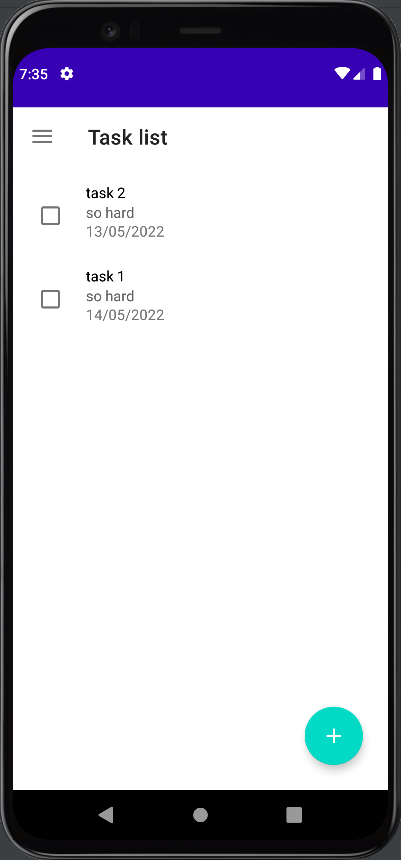 7:35
Task list
task 2
so hard
13/05/2022
task 1
so hard
14/05/2022